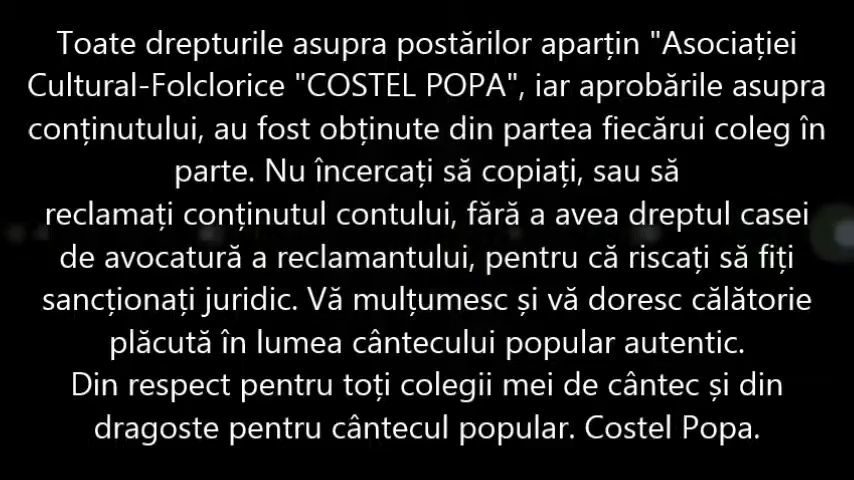 Toate drepturile asupra postărilor aparțin "Asociației
Cultural-Folclorice "COSTEL POPA", iar aprobările asupra
conținutului, au fost obținute din partea fiecărui coleg în
parte. Nu încercați să copiați, sau să
reclamați conținutul contului, fără a avea dreptul casei
de avocatură a reclamantului, pentru că riscați să fiți
sancționați juridic. Vă mulțumesc și vă doresc călătorie
plăcută în lumea cântecului popular autentic.
Din respect pentru toți colegii mei de cântec și din
dragoste pentru cântecul popular. Costel Popa.